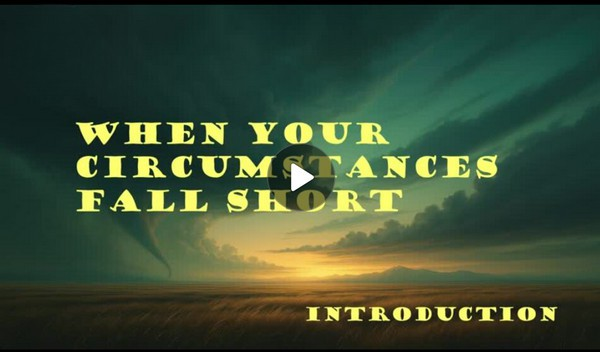 WHEN YOUR
CIRCUMSTANCES
FALL SHORT
INTRODUCTION